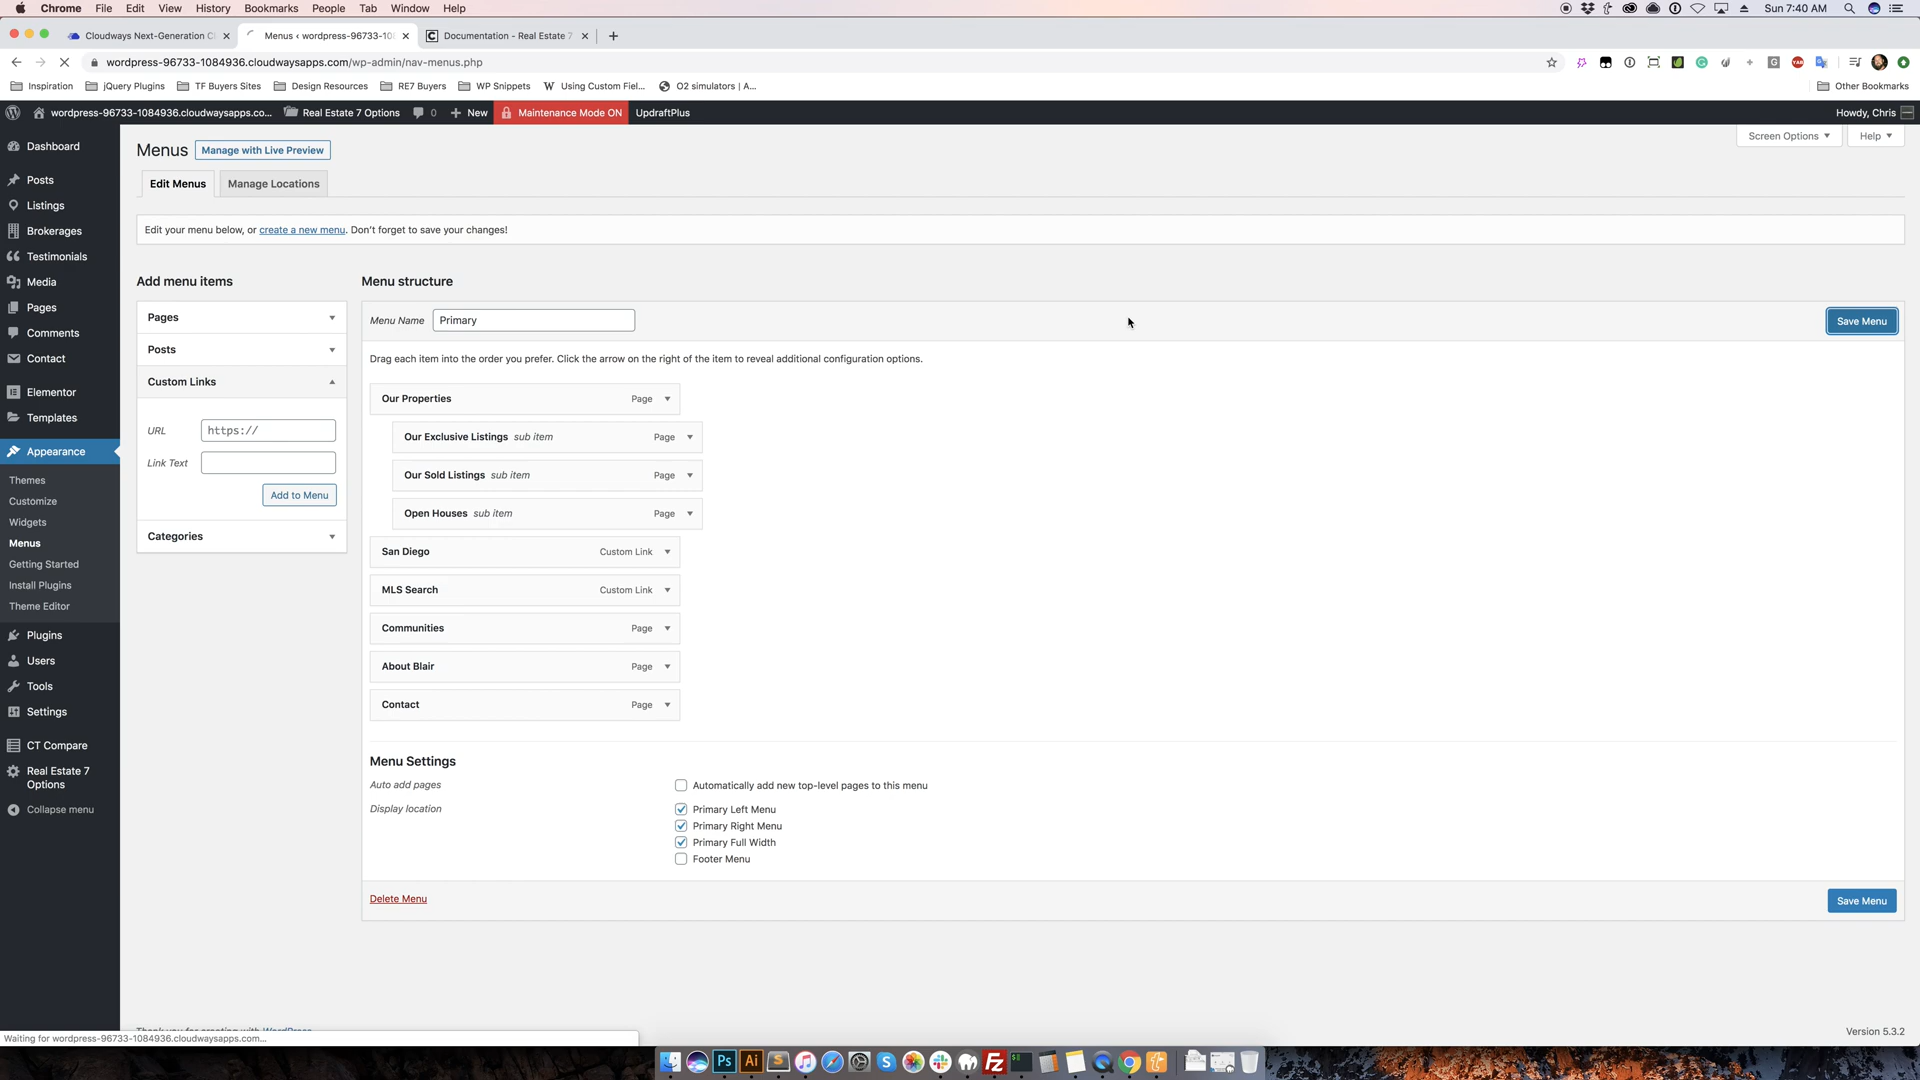 Chrome File Edit View History Bookmarks People Tab Window Help Sun 7:40 AM
Cloudways Next-Generation C Menus ‹ wordpress-96733-10 Documentation - Real Estate 7
wordpress-96733-1084936.cloudwaysapps.com/wp-admin/nav-menus.php
Inspiration jQuery Plugins TF Buyers Sites Design Resources RE7 Buyers WP Snippets Using Custom Fiel... O2 simulators | A... Other Bookmarks
wordpress-96733-1084936.cloudwaysapps.co... Real Estate 7 Options 0 New Maintenance Mode ON UpdraftPlus Howdy, Chris
Screen Options Help
Dashboard
Posts
Listings
Brokerages
Testimonials
Media
Pages
Comments
Contact
Elementor
Templates
Appearance
Themes
Customize
Widgets
Menus
Getting Started
Install Plugins
Theme Editor
Plugins
Users
Tools
Settings
CT Compare
Real Estate 7
Options
Collapse menu
Menus Manage with Live Preview
Edit Menus Manage Locations
Edit your menu below, or create a new menu. Don't forget to save your changes!
Add menu items
Pages
Posts
Custom Links
URL https://
Link Text
Add to Menu
Categories
Menu structure
Menu Name Primary Save Menu
Drag each item into the order you prefer. Click the arrow on the right of the item to reveal additional configuration options.
Our Properties Page
Our Exclusive Listings sub item Page
Our Sold Listings sub item Page
Open Houses sub item Page
San Diego Custom Link
MLS Search Custom Link
Communities Page
About Blair Page
Contact Page
Menu Settings
Auto add pages Automatically add new top-level pages to this menu
Display location Primary Left Menu
Primary Right Menu
Primary Full Width
Footer Menu
Delete Menu Save Menu
Thank you for creating with WordPress Version 5.3.2
Waiting for wordpress-96733-1084936.cloudwaysapps.com...
Ps Ai S Fz